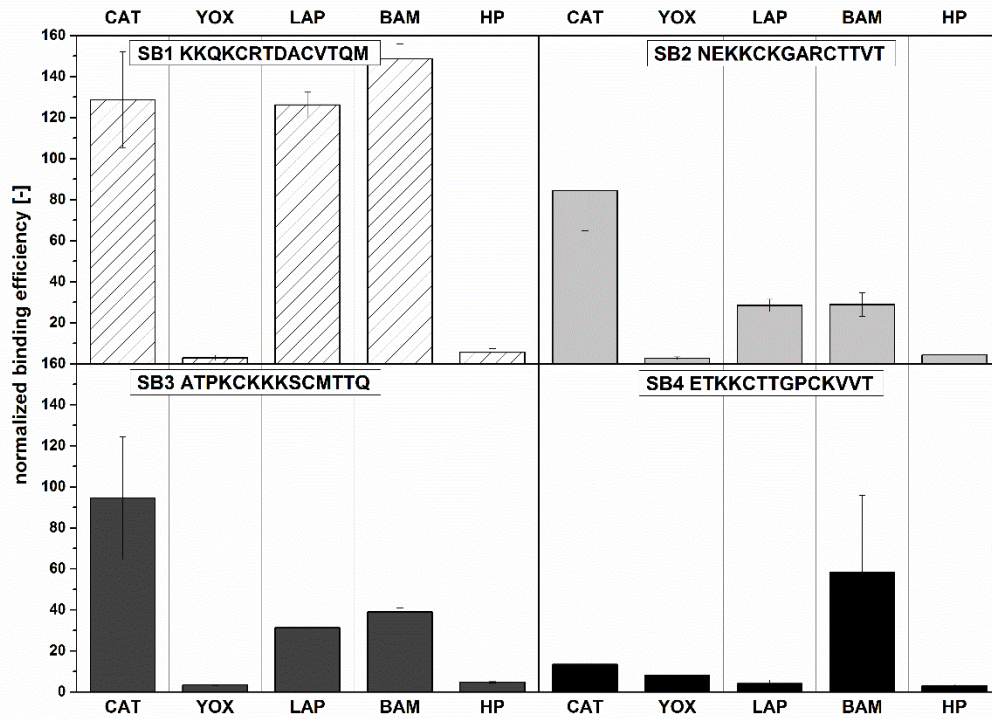 CAT YOX LAP BAM HP CAT YOX LAP BAM HP
160
SB1 KKQKCRTDACVTQM
SB2 NEKKCKGARCTTVT
140
120
100
80
60
40
20
160
SB3 ATPKCKKKSCMTTQ
SB4 ETKKCTTGPCKVVT
140
120
100
80
60
40
20
0
normalized binding efficiency [-]
CAT YOX LAP BAM HP CAT YOX LAP BAM HP